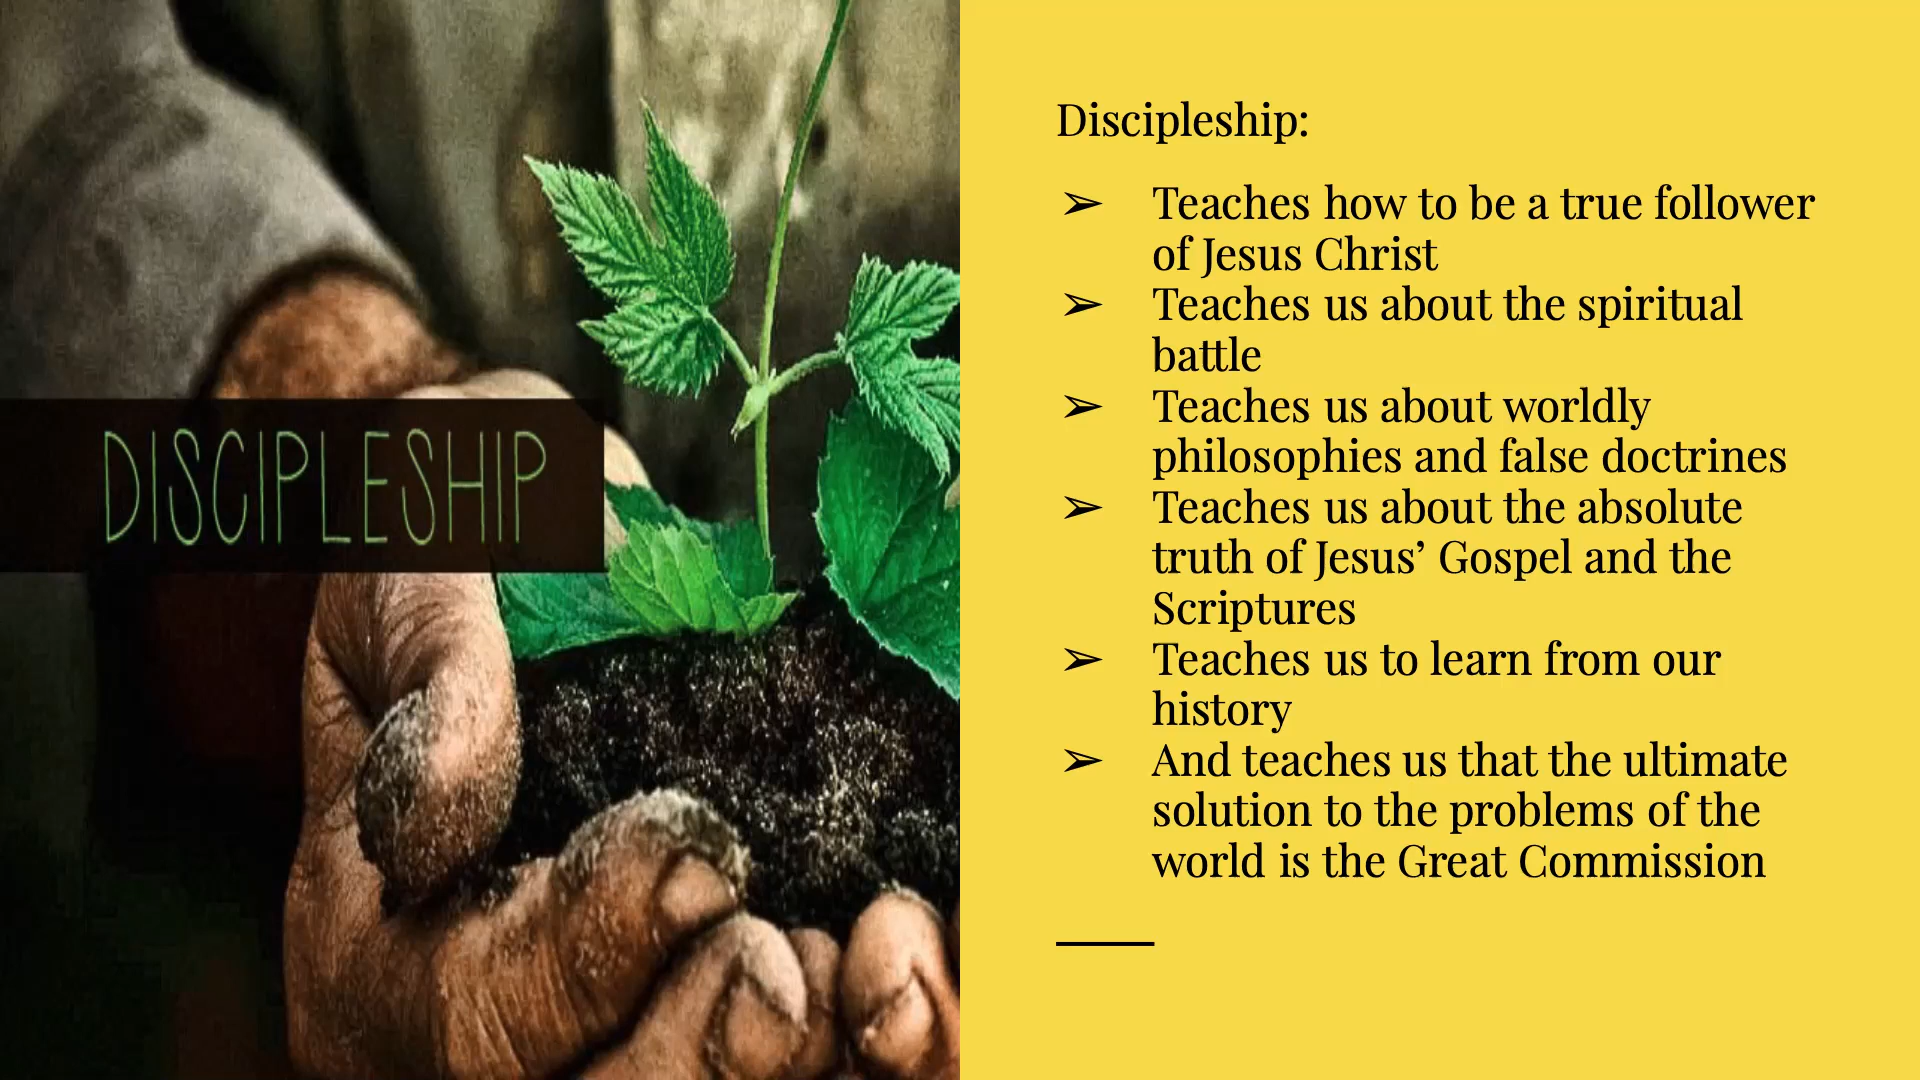 DISCIPLESHIP
Discipleship:
➢ Teaches how to be a true follower
of Jesus Christ
➢ Teaches us about the spiritual
battle
➢ Teaches us about worldly
philosophies and false doctrines
➢ Teaches us about the absolute
truth of Jesus’ Gospel and the
Scriptures
➢ Teaches us to learn from our
history
➢ And teaches us that the ultimate
solution to the problems of the
world is the Great Commission